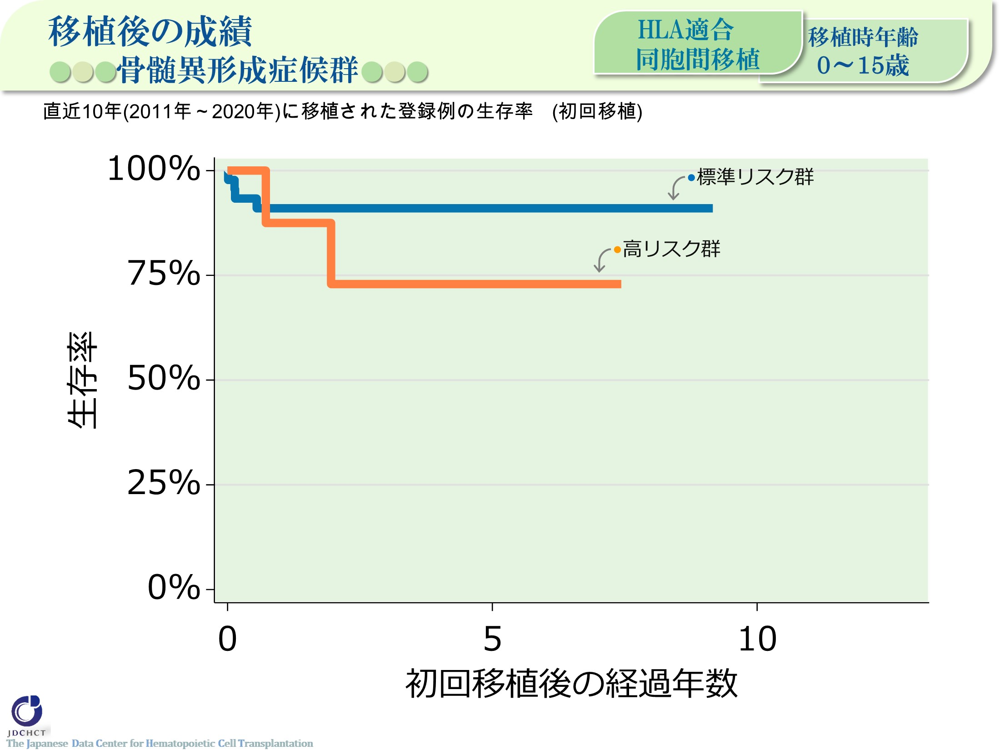 移植後の成績
骨髄異形成症候群
HLA適合
同胞間移植
移植時年齢
0～15歳
直近10年(2011年～2020年)に移植された登録例の生存率　(初回移植)
100%
75%
50%
25%
0%
生存率
標準リスク群
高リスク群
0
5
10
初回移植後の経過年数
JDCHCT
The Japanese Data Center for Hematopoietic Cell Transplantation